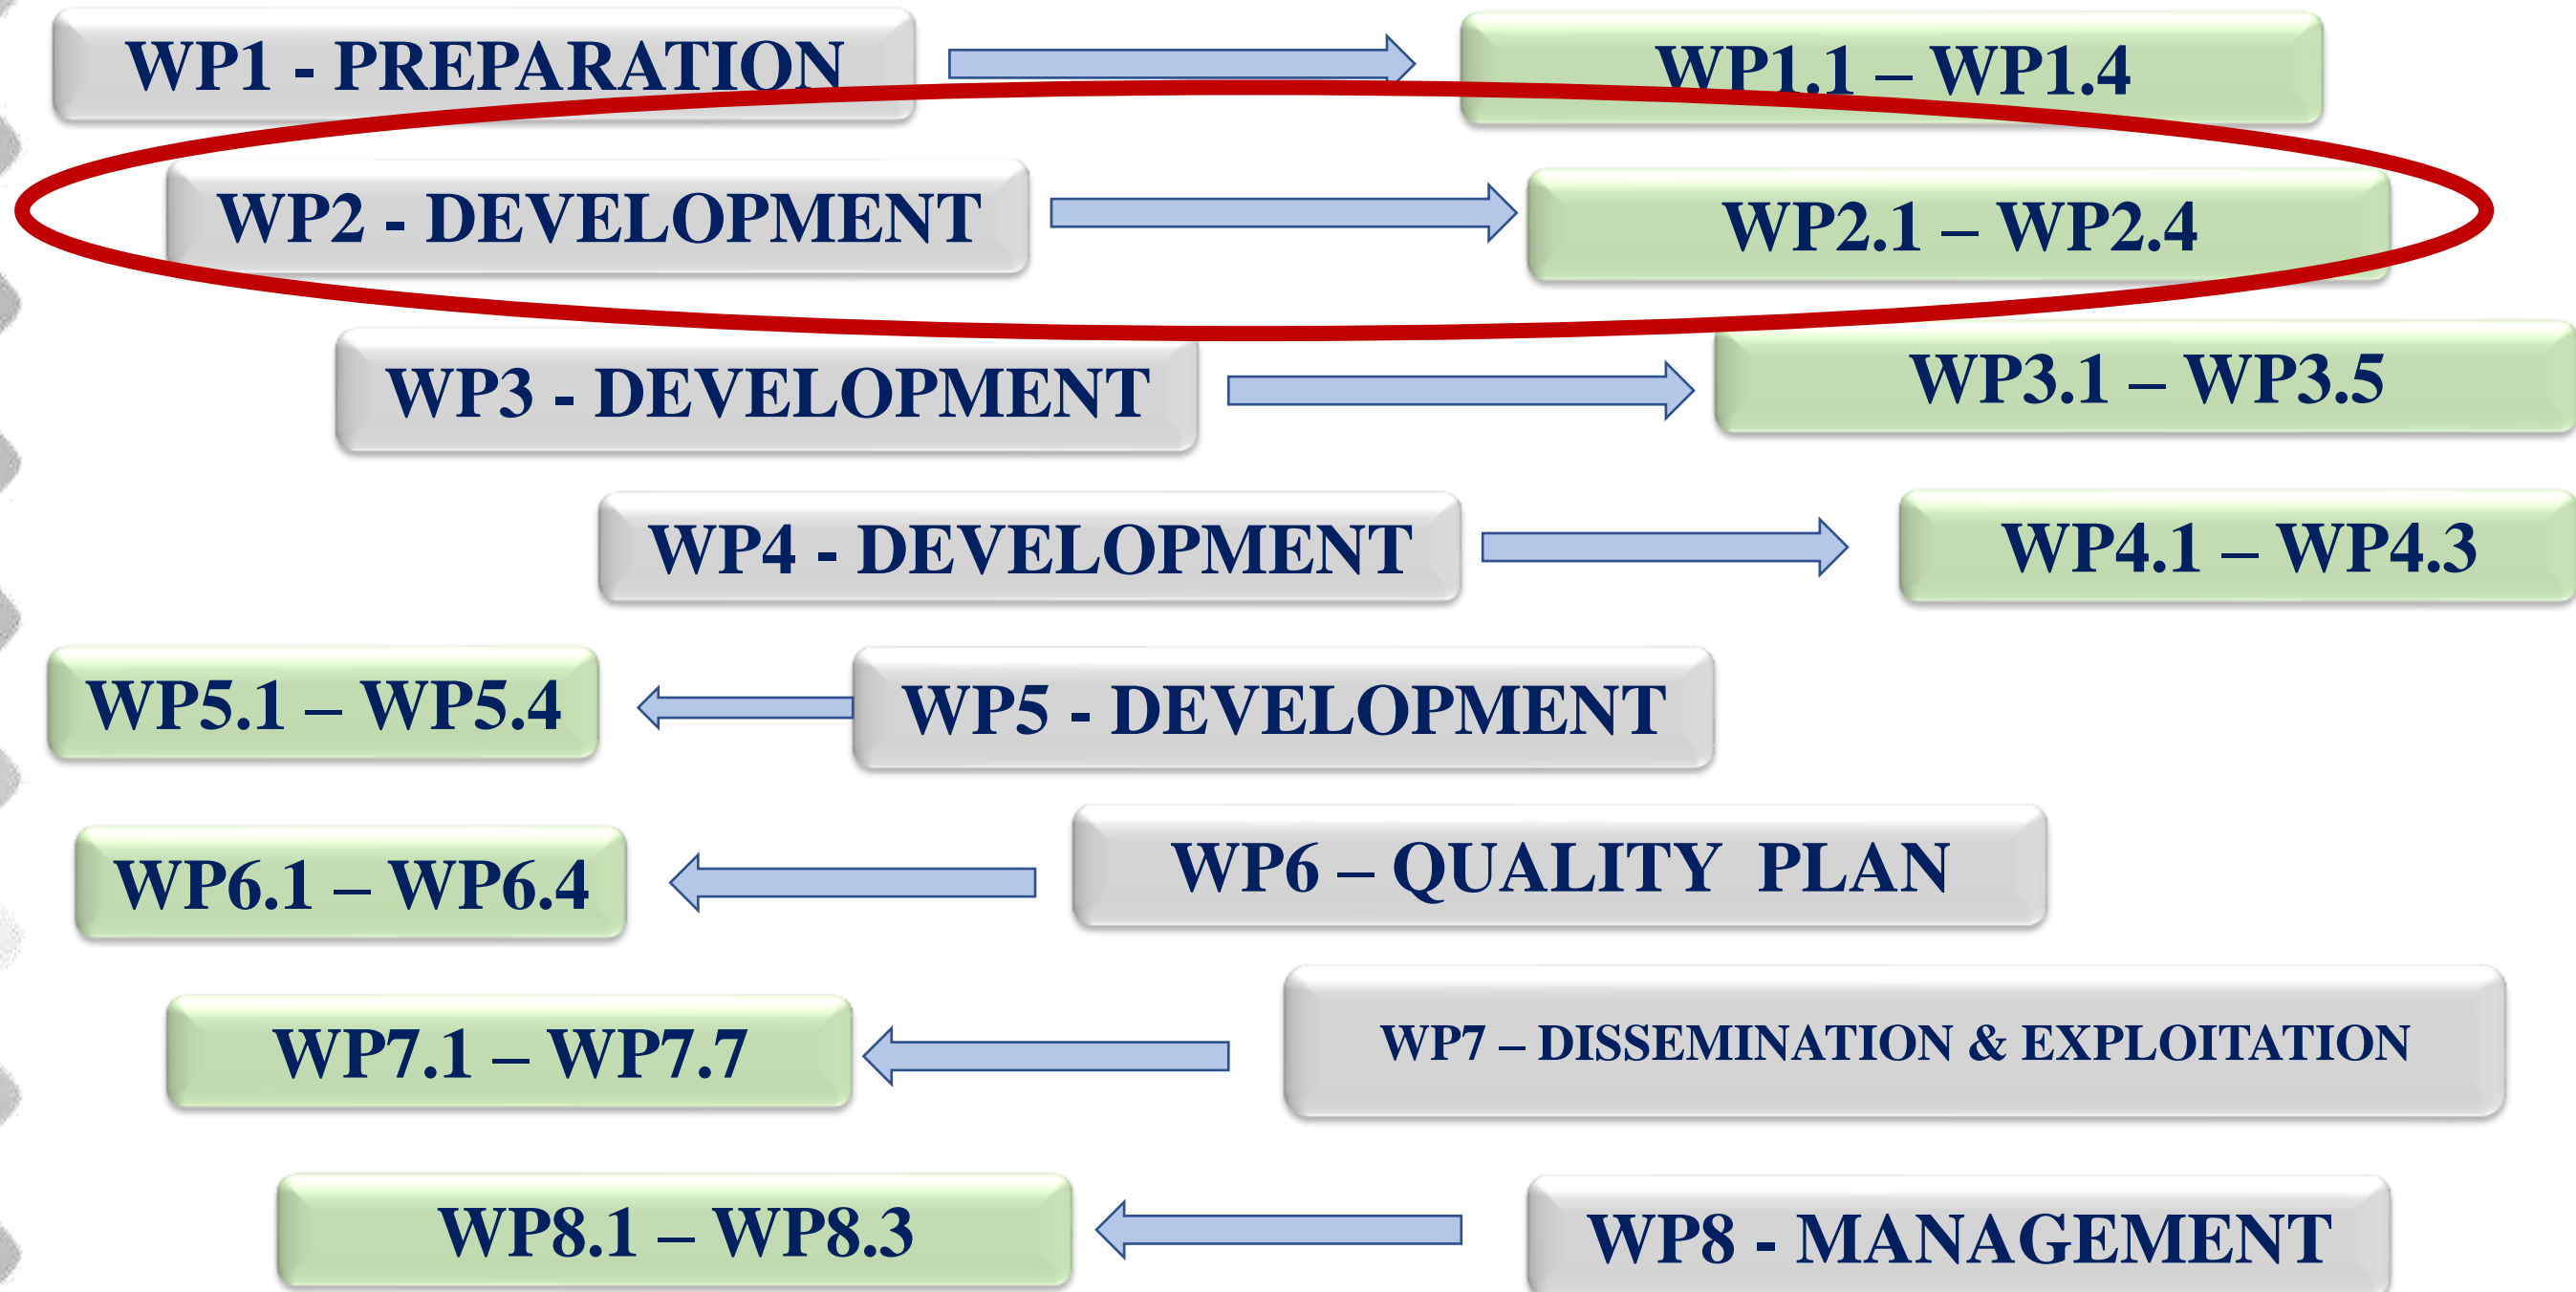 WP1 - PREPARATION
WP1.1 – WP1.4
WP2 - DEVELOPMENT
WP2.1 – WP2.4
WP3 - DEVELOPMENT
WP3.1 – WP3.5
WP4 - DEVELOPMENT
WP4.1 – WP4.3
WP5.1 – WP5.4
WP5 - DEVELOPMENT
WP6.1 – WP6.4
WP6 – QUALITY PLAN
WP7.1 – WP7.7
WP7 – DISSEMINATION & EXPLOITATION
WP8.1 – WP8.3
WP8 - MANAGEMENT